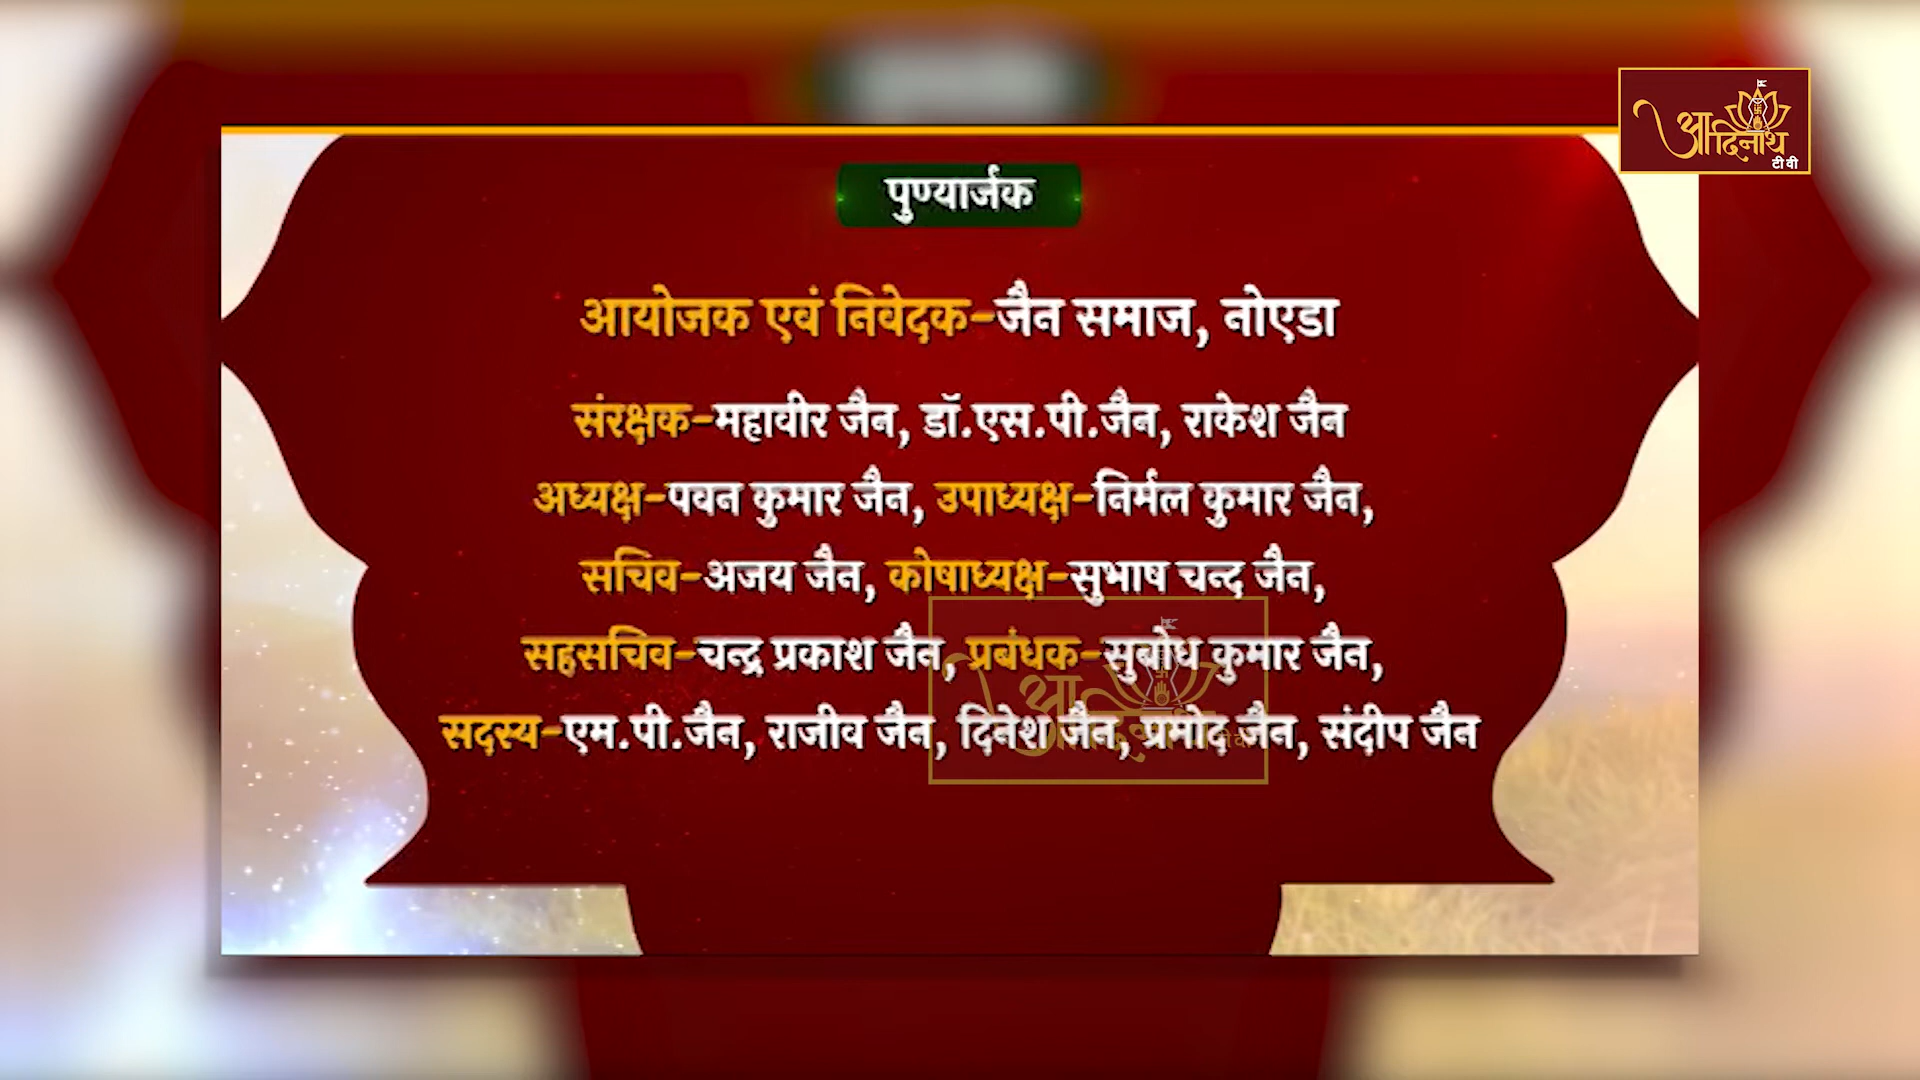 आदिनाथ
टीवी
पुण्यार्जक
आयोजक एवं निवेदक-जैन समाज, नोएडा
संरक्षक-महावीर जैन, डॉ.एस.पी.जैन, राकेश जैन
अध्यक्ष-पवन कुमार जैन, उपाध्यक्ष-निर्मल कुमार जैन,
सचिव-अजय जैन, कोषाध्यक्ष-सुभाष चन्द जैन,
सहसचिव-चन्द्र प्रकाश जैन, प्रबंधक-सुबोध कुमार जैन,
सदस्य-एम.पी.जैन, राजीव जैन, दिनेश जैन, प्रमोद जैन, संदीप जैन
आदिनाथ
टीवी